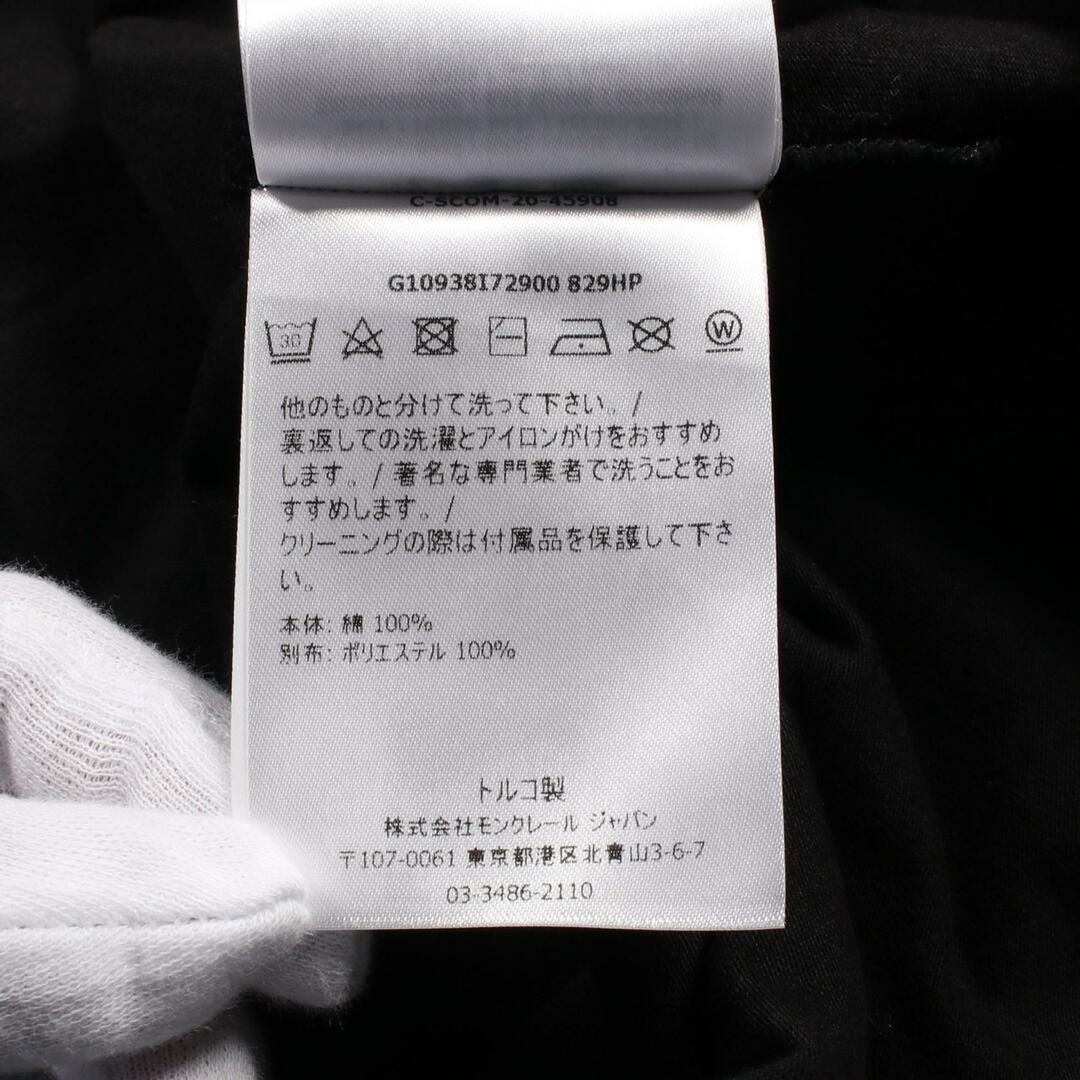 C-SCOM-20-45908
G10938I72900 829HP
30
W
他のものと分けて洗って下さい。/
裏返しての洗濯とアイロンがけをおすすめ
します。/ 著名な専門業者で洗うことをお
すすめします。/
クリーニングの際は付属品を保護して下さ
い。
本体: 綿 100%
別布: ポリエステル 100%
トルコ製
株式会社モンクレール ジャパン
〒107-0061 東京都港区北青山3-6-7
03-3486-2110